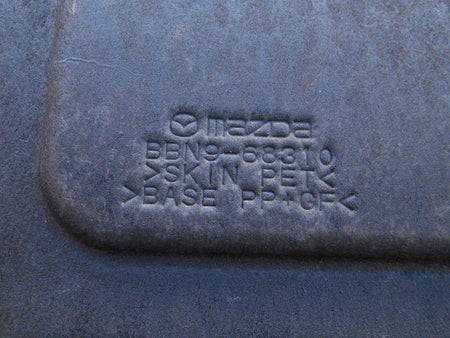 mazda
BBN9-68310
>SKIN PET<
>BASE PP+GF<